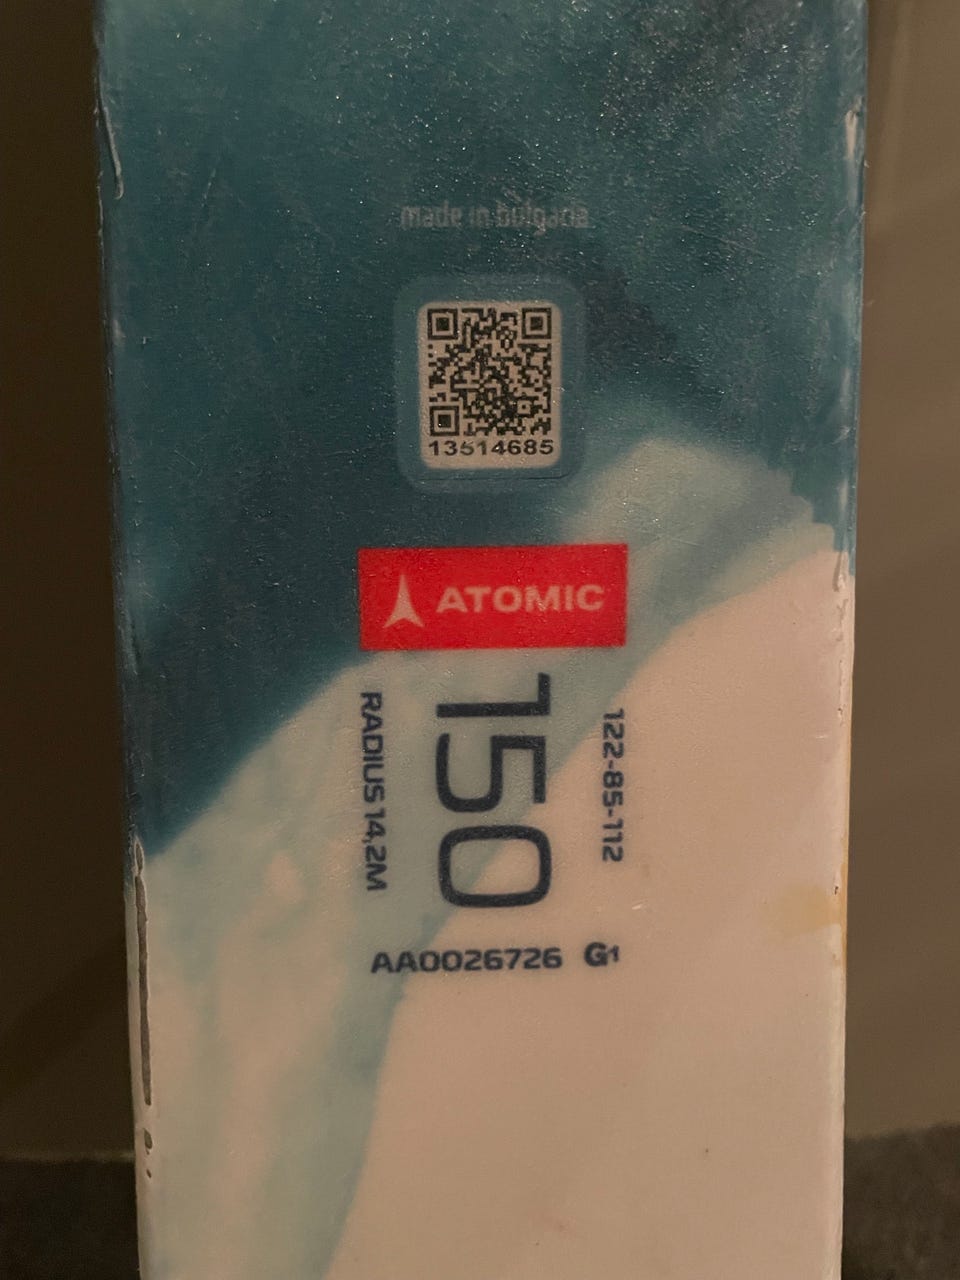 made in bulgaria
13514685
ATOMIC
122-85-112
150
RADIUS 14,2M
AA0026726 G1